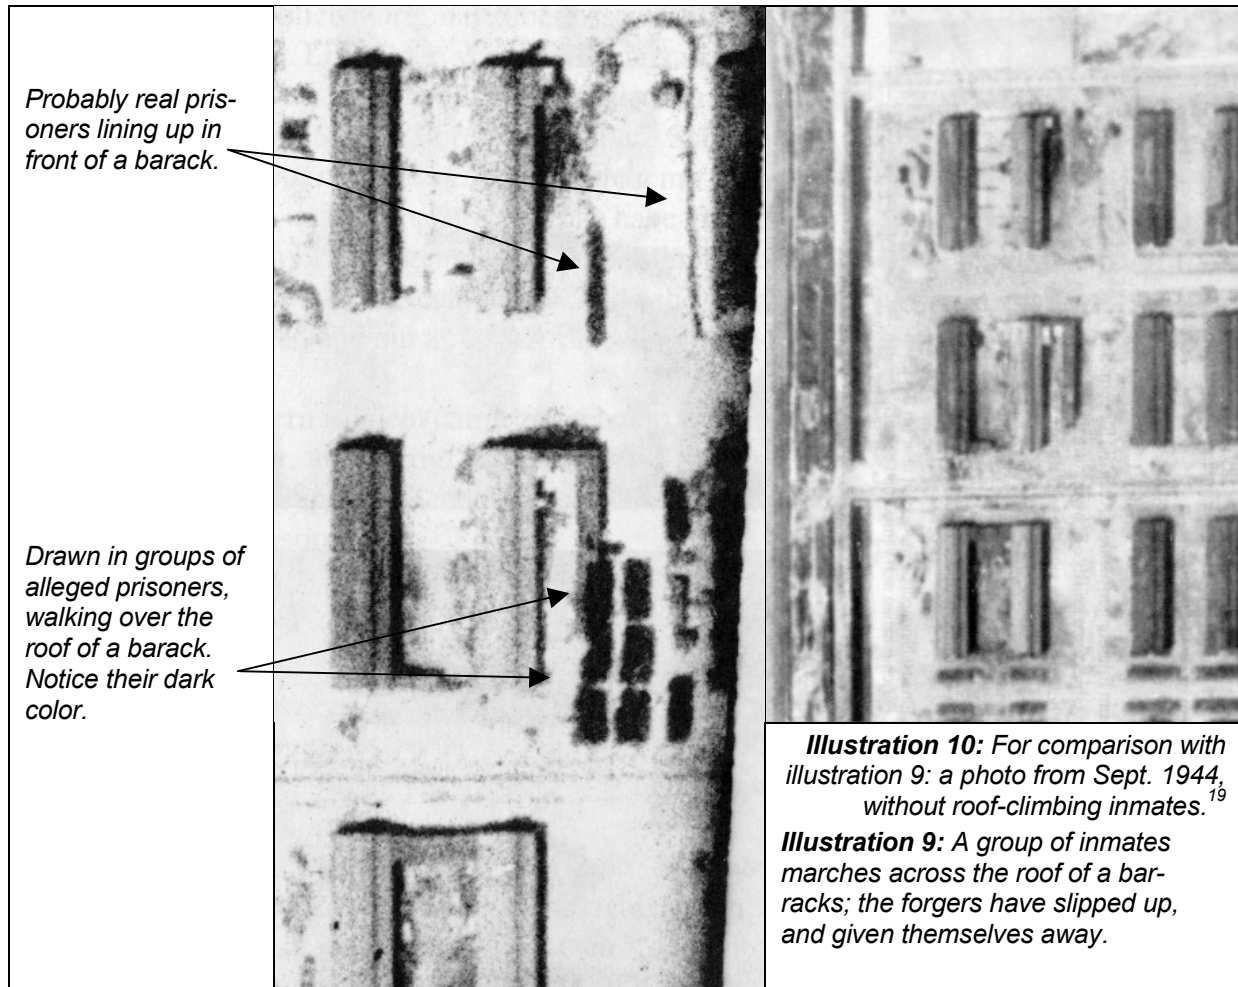 Probably real pris-
oners lining up in
front of a barack.
Drawn in groups of
alleged prisoners,
walking over the
roof of a barack.
Notice their dark
color.
Illustration 10: For comparison with
illustration 9: a photo from Sept. 1944,
without roof-climbing inmates.19
Illustration 9: A group of inmates
marches across the roof of a bar-
racks; the forgers have slipped up,
and given themselves away.